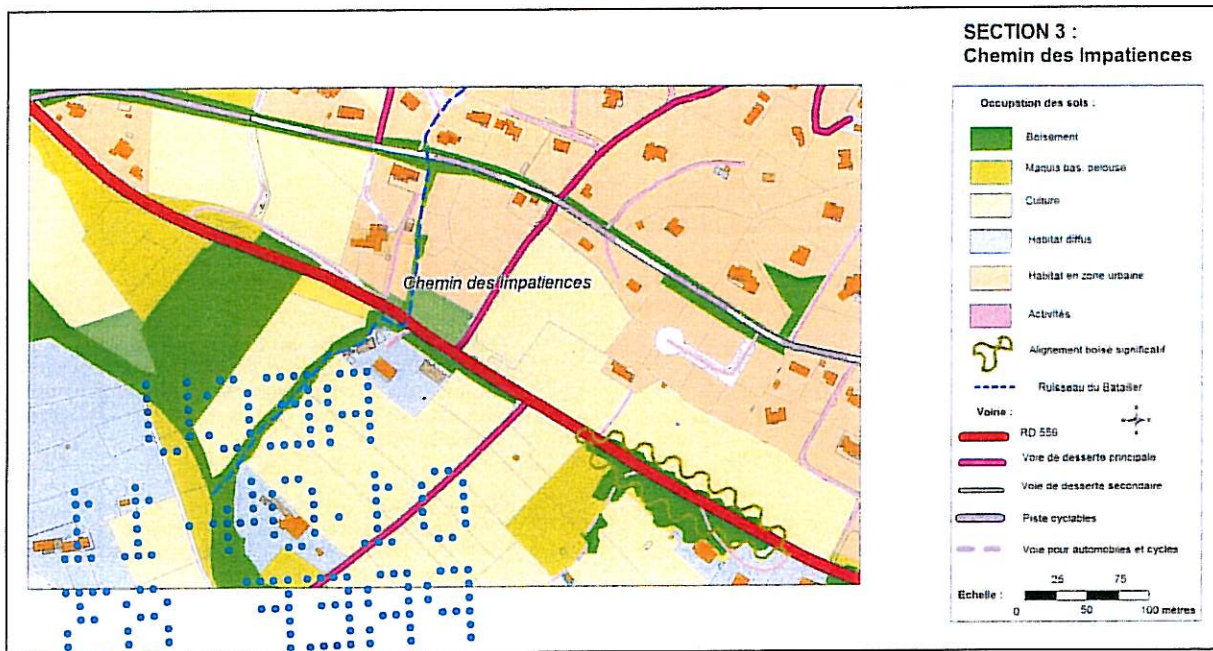 SECTION 3 :
Chemin des Impatiences
Occupation des sols :
Boisement
Maquis bas, pelouse
Culture
Habitat diffus
Habitat en zone urbaine
Activités
Alignement boisé significatif
Ruisseau du Batailler
Voirie :
RD 559
Voie de desserte principale
Voie de desserte secondaire
Piste cyclables
Voie pour automobiles et cycles
Echelle :
25 75
0 50 100 mètres
Chemin des Impatiences